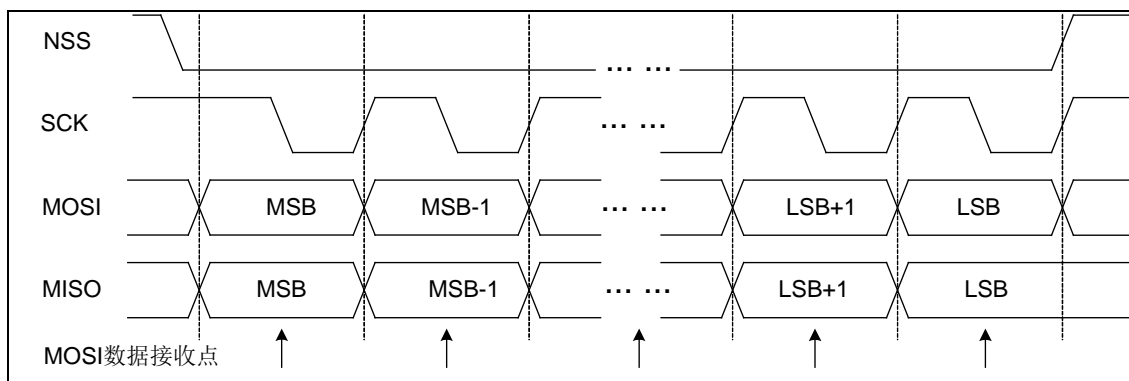 NSS
... ...
SCK
... ...
MOSI MSB MSB-1 ... ... LSB+1 LSB
MISO MSB MSB-1 ... ... LSB+1 LSB
MOSI数据接收点